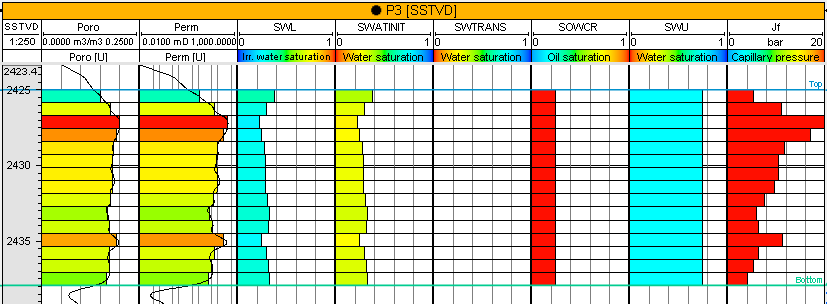 P3 [SSTVD]
SSTVD Poro Perm SWL SWATINIT SWTRANS SOWCR SWU Jf
1:250 0.0000 m3/m3 0.2500 0.0100 mD 1,000.0000 0 1 0 1 0 1 0 1 0 1 0 bar 20
Poro [U] Perm [U] Irr. water saturation Water saturation Water saturation Oil saturation Water saturation Capillary pressure
2423.4
Top
2425
2430
2435
Bottom